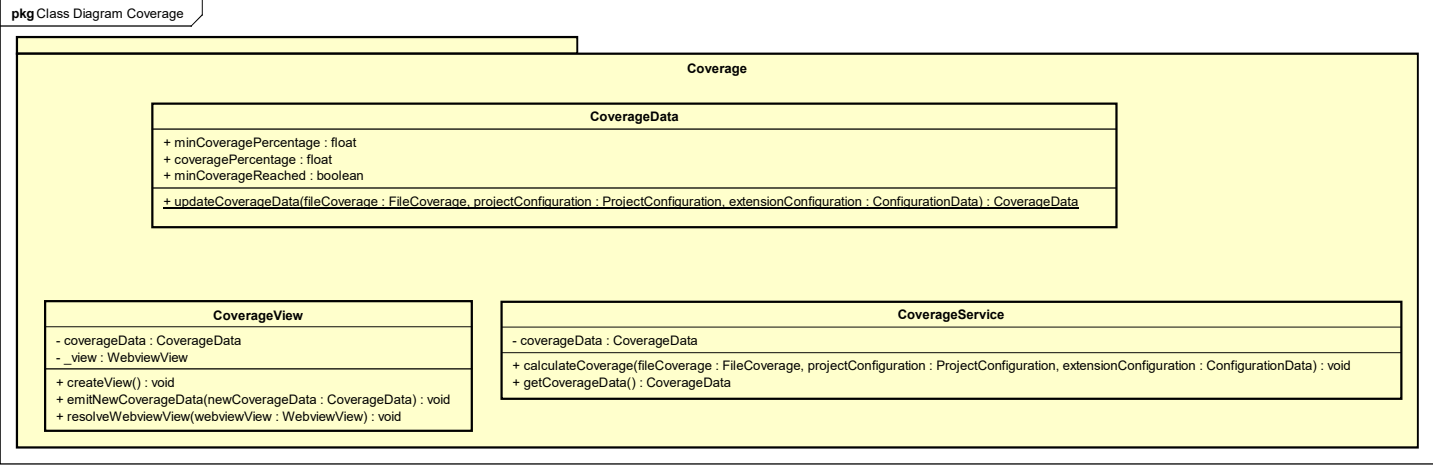 pkg Class Diagram Coverage
Coverage
CoverageData
+ minCoveragePercentage : float
+ coveragePercentage : float
+ minCoverageReached : boolean
+ updateCoverageData(fileCoverage : FileCoverage, projectConfiguration : ProjectConfiguration, extensionConfiguration : ConfigurationData) : CoverageData
CoverageView
- coverageData : CoverageData
- _view : WebviewView
+ createView() : void
+ emitNewCoverageData(newCoverageData : CoverageData) : void
+ resolveWebviewView(webviewView : WebviewView) : void
CoverageService
- coverageData : CoverageData
+ calculateCoverage(fileCoverage : FileCoverage, projectConfiguration : ProjectConfiguration, extensionConfiguration : ConfigurationData) : void
+ getCoverageData() : CoverageData